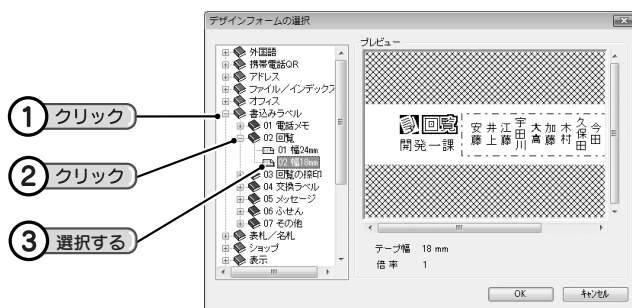 デザインフォームの選択
外国語
携帯電話QR
アドレス
ファイル／インデックス
オフィス
書込みラベル
01 電話メモ
02 回覧
01 幅24mm
02 幅18mm
03 回覧の捺印
04 交換ラベル
05 メッセージ
06 ふせん
07 その他
表札／名札
ショップ
表示
1 クリック
2 クリック
3 選択する
プレビュー
回覧
開発一課
安藤 井上 江藤 宇田川 大高 加藤 木村 久保田 今田
テープ幅 18 mm
倍率 1
OK キャンセル